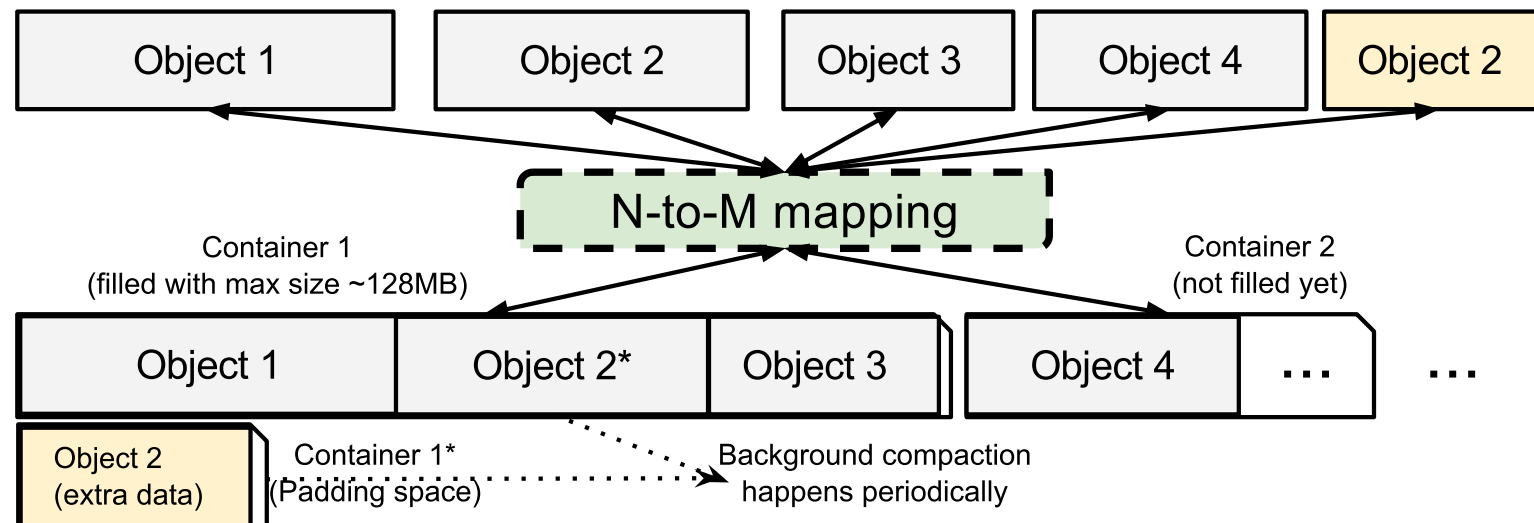 Object 1
Object 2
Object 3
Object 4
Object 2
N-to-M mapping
Container 1
(filled with max size ~128MB)
Container 2
(not filled yet)
Object 1
Object 2*
Object 3
Object 4
...
...
Object 2
(extra data)
Container 1*
(Padding space)
Background compaction
happens periodically